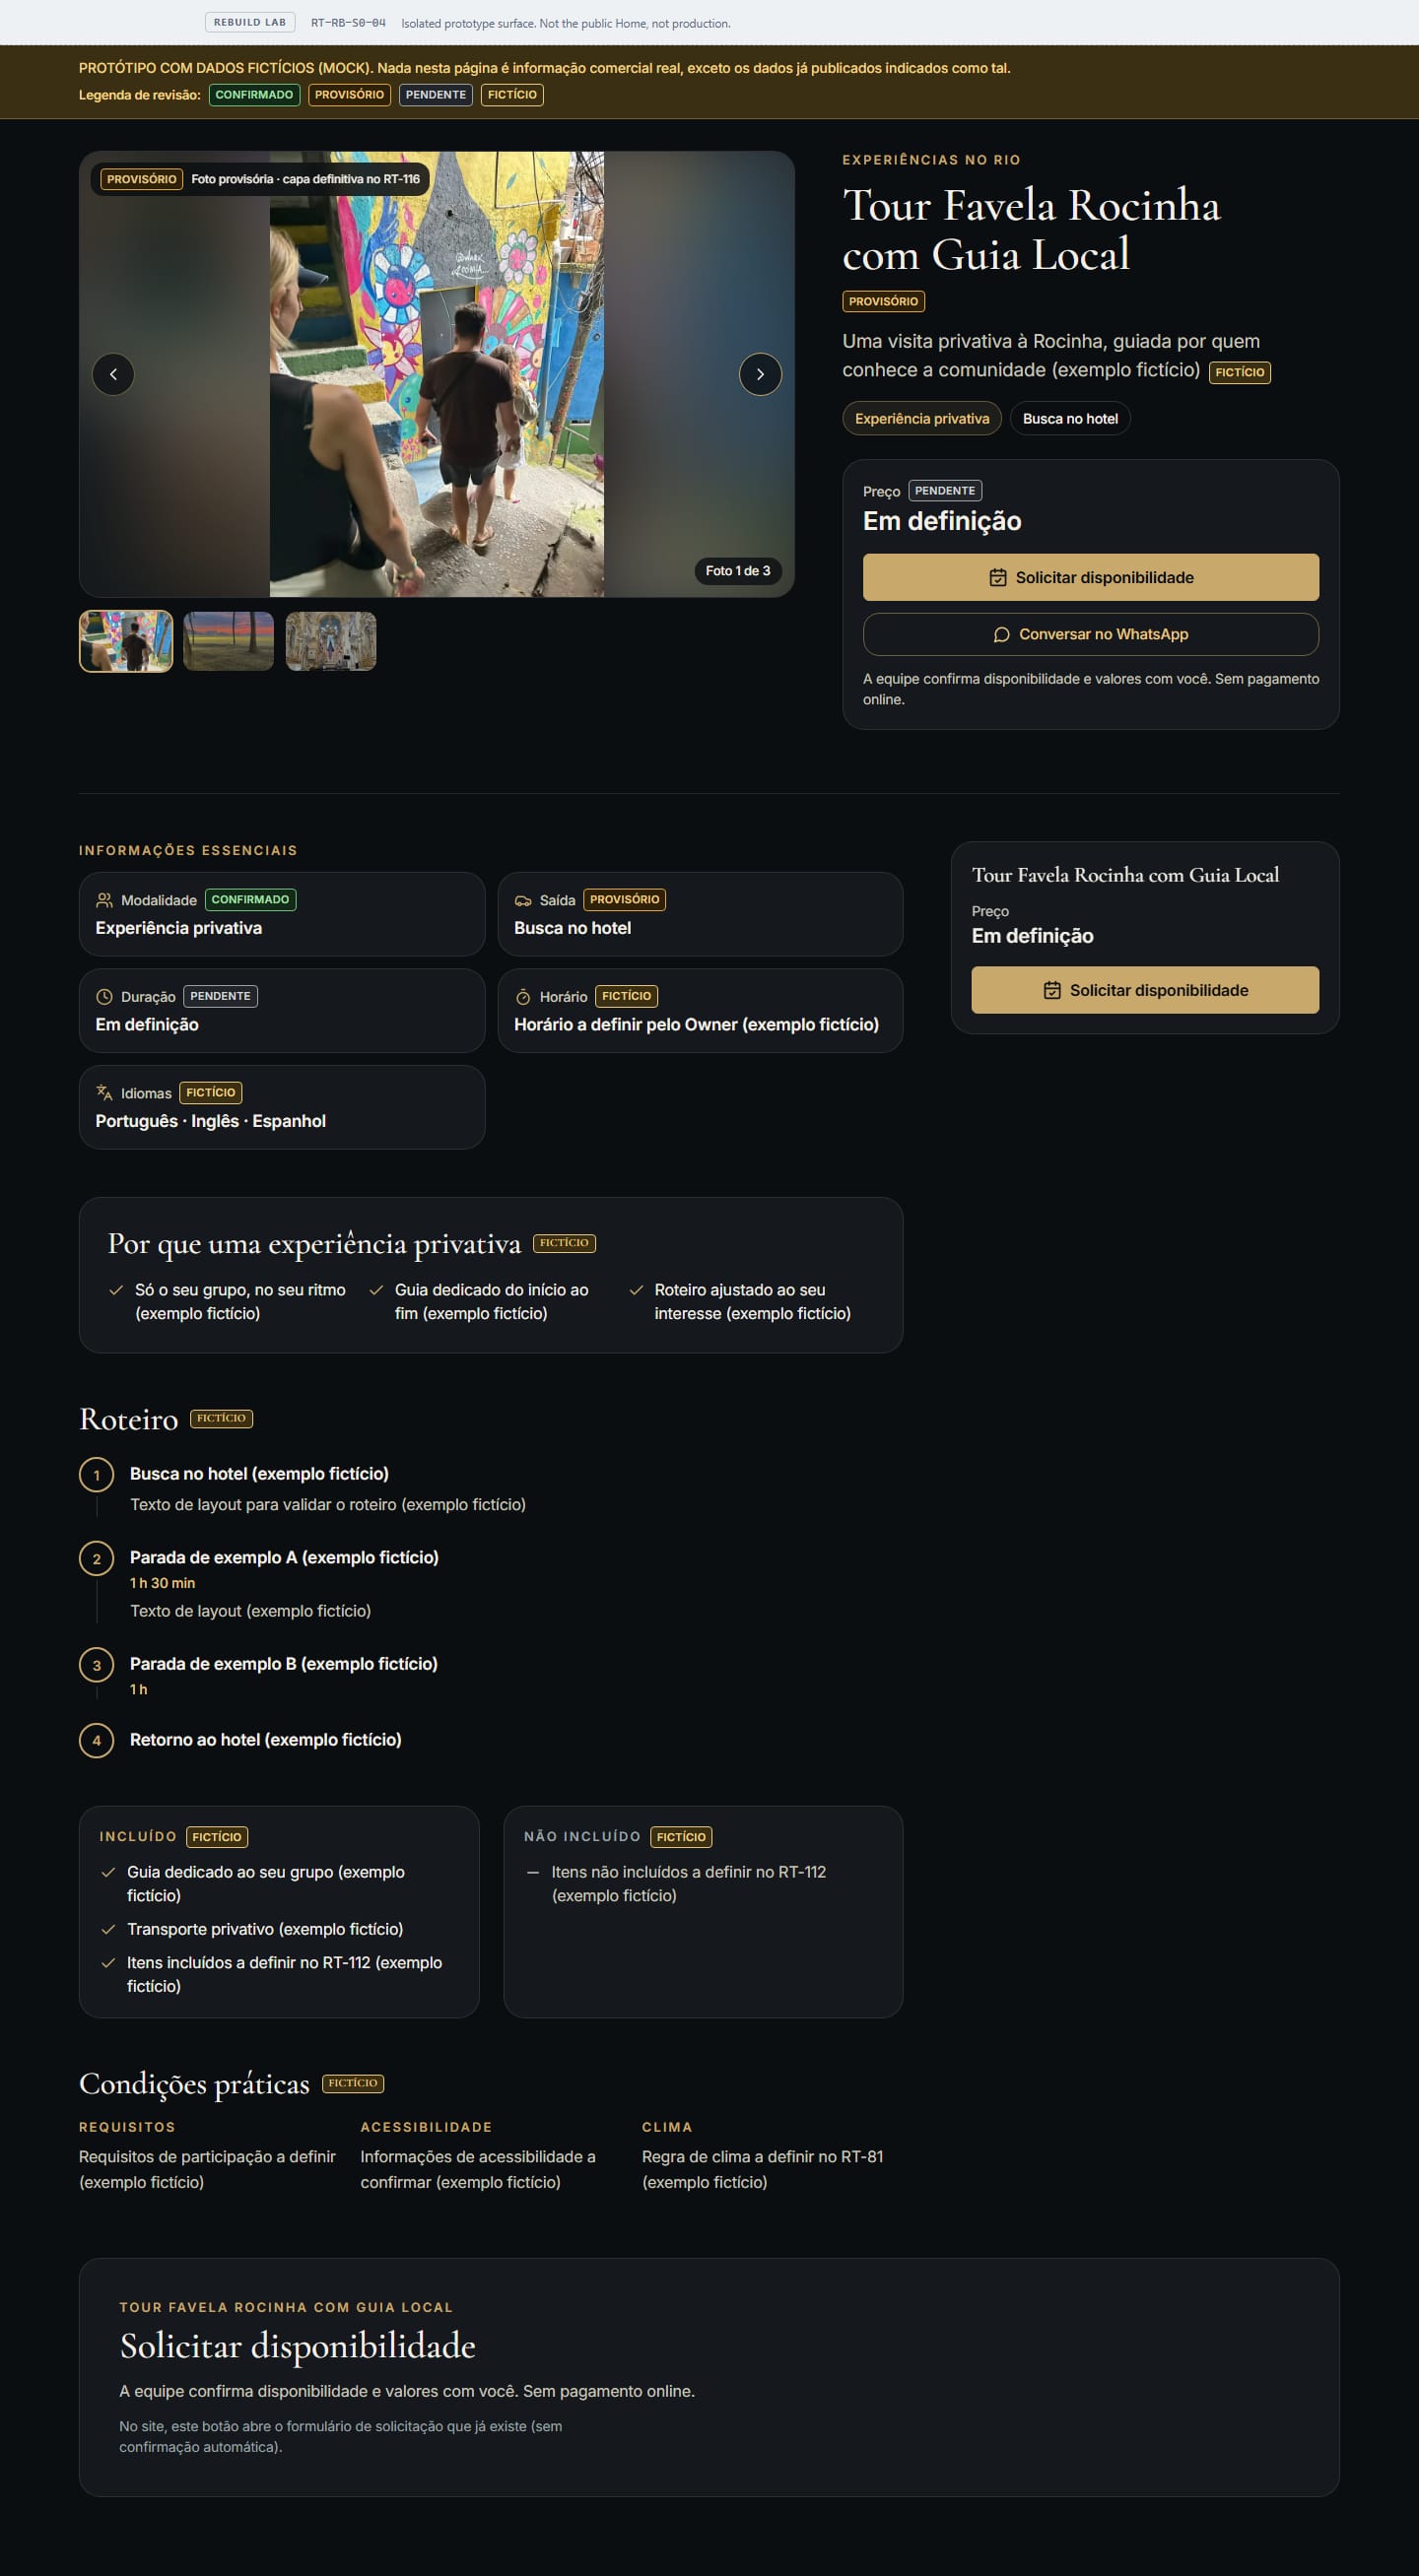 REBUILD LAB RT-RB-S0-04 Isolated prototype surface. Not the public Home, not production.
PROTÓTIPO COM DADOS FICTÍCIOS (MOCK). Nada nesta página é informação comercial real, exceto os dados já publicados indicados como tal.
Legenda de revisão: CONFIRMADO PROVISÓRIO PENDENTE FICTÍCIO
PROVISÓRIO Foto provisória · capa definitiva no RT-116
Foto 1 de 3
EXPERIÊNCIAS NO RIO
Tour Favela Rocinha
com Guia Local
PROVISÓRIO
Uma visita privativa à Rocinha, guiada por quem
conhece a comunidade (exemplo fictício) FICTÍCIO
Experiência privativa Busca no hotel
Preço PENDENTE
Em definição
Solicitar disponibilidade
Conversar no WhatsApp
A equipe confirma disponibilidade e valores com você. Sem pagamento
online.
INFORMAÇÕES ESSENCIAIS
Modalidade CONFIRMADO
Experiência privativa
Saída PROVISÓRIO
Busca no hotel
Duração PENDENTE
Em definição
Horário FICTÍCIO
Horário a definir pelo Owner (exemplo fictício)
Idiomas FICTÍCIO
Português · Inglês · Espanhol
Tour Favela Rocinha com Guia Local
Preço
Em definição
Solicitar disponibilidade
Por que uma experiência privativa FICTÍCIO
Só o seu grupo, no seu ritmo
(exemplo fictício)
Guia dedicado do início ao
fim (exemplo fictício)
Roteiro ajustado ao seu
interesse (exemplo fictício)
Roteiro FICTÍCIO
1 Busca no hotel (exemplo fictício)
Texto de layout para validar o roteiro (exemplo fictício)
2 Parada de exemplo A (exemplo fictício)
1 h 30 min
Texto de layout (exemplo fictício)
3 Parada de exemplo B (exemplo fictício)
1 h
4 Retorno ao hotel (exemplo fictício)
INCLUÍDO FICTÍCIO
Guia dedicado ao seu grupo (exemplo
fictício)
Transporte privativo (exemplo fictício)
Itens incluídos a definir no RT-112 (exemplo
fictício)
NÃO INCLUÍDO FICTÍCIO
Itens não incluídos a definir no RT-112
(exemplo fictício)
Condições práticas FICTÍCIO
REQUISITOS
Requisitos de participação a definir
(exemplo fictício)
ACESSIBILIDADE
Informações de acessibilidade a
confirmar (exemplo fictício)
CLIMA
Regra de clima a definir no RT-81
(exemplo fictício)
TOUR FAVELA ROCINHA COM GUIA LOCAL
Solicitar disponibilidade
A equipe confirma disponibilidade e valores com você. Sem pagamento online.
No site, este botão abre o formulário de solicitação que já existe (sem
confirmação automática).